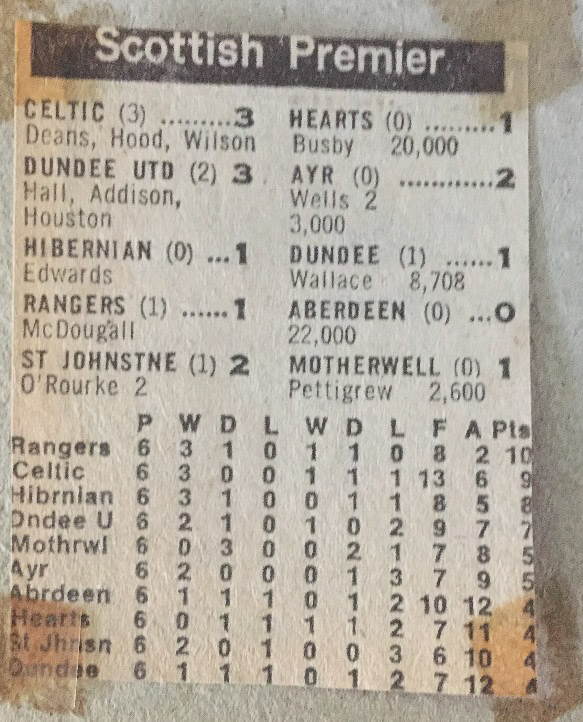 Scottish Premier
CELTIC (3) .........3 HEARTS (0) .........1
Deans, Hood, Wilson Busby 20,000
DUNDEE UTD (2) 3 AYR (0) ............2
Hall, Addison, Wells 2
Houston 3,000
HIBERNIAN (0) ...1 DUNDEE (1) ......1
Edwards Wallace 8,708
RANGERS (1) ......1 ABERDEEN (0) ...0
McDougall 22,000
ST JOHNSTNE (1) 2 MOTHERWELL (0) 1
O'Rourke 2 Pettigrew 2,600
P W D L W D L F A Pts
Rangers 6 3 1 0 1 1 0 8 2 10
Celtic 6 3 0 0 1 1 1 13 6 9
Hibrnian 6 3 1 0 0 1 1 8 5 8
Dndee U 6 2 1 0 1 0 2 9 7 7
Mothrwl 6 0 3 0 0 2 1 7 8 5
Ayr 6 2 0 0 0 1 3 7 9 5
Abrdeen 6 1 1 1 0 1 2 10 12 4
Hearts 6 0 1 1 1 1 2 7 11 4
St Jhnsn 6 2 0 1 0 0 3 6 10 4
Dundee 6 1 1 1 0 1 2 7 12 4